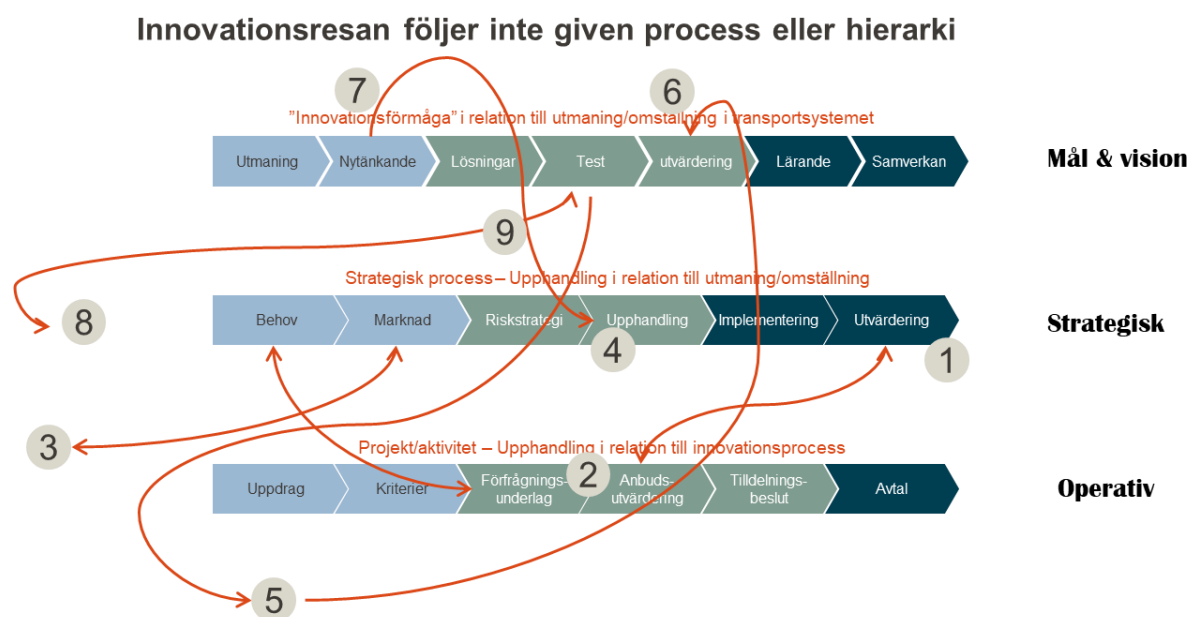 Innovationsresan följer inte given process eller hierarki
7
6
"Innovationsförmåga" i relation till utmaning/omställning i transportsystemet
Utmaning
Nytänkande
Lösningar
Test
utvärdering
Lärande
Samverkan
Mål & vision
9
Strategisk process – Upphandling i relation till utmaning/omställning
8
Behov
Marknad
Riskstrategi
Upphandling
Implementering
Utvärdering
Strategisk
4
1
3
Projekt/aktivitet – Upphandling i relation till innovationsprocess
2
Uppdrag
Kriterier
Förfrågnings-
underlag
Anbuds-
utvärdering
Tilldelnings-
beslut
Avtal
Operativ
5